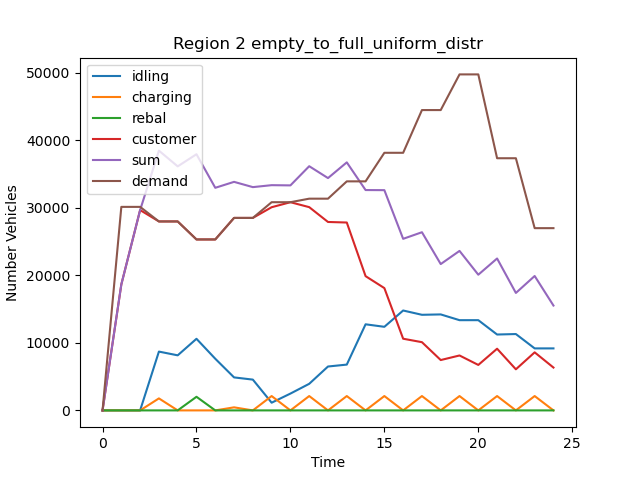 Region 2 empty_to_full_uniform_distr
50000
40000
30000
20000
10000
0
Number Vehicles
idling
charging
rebal
customer
sum
demand
0 5 10 15 20 25
Time